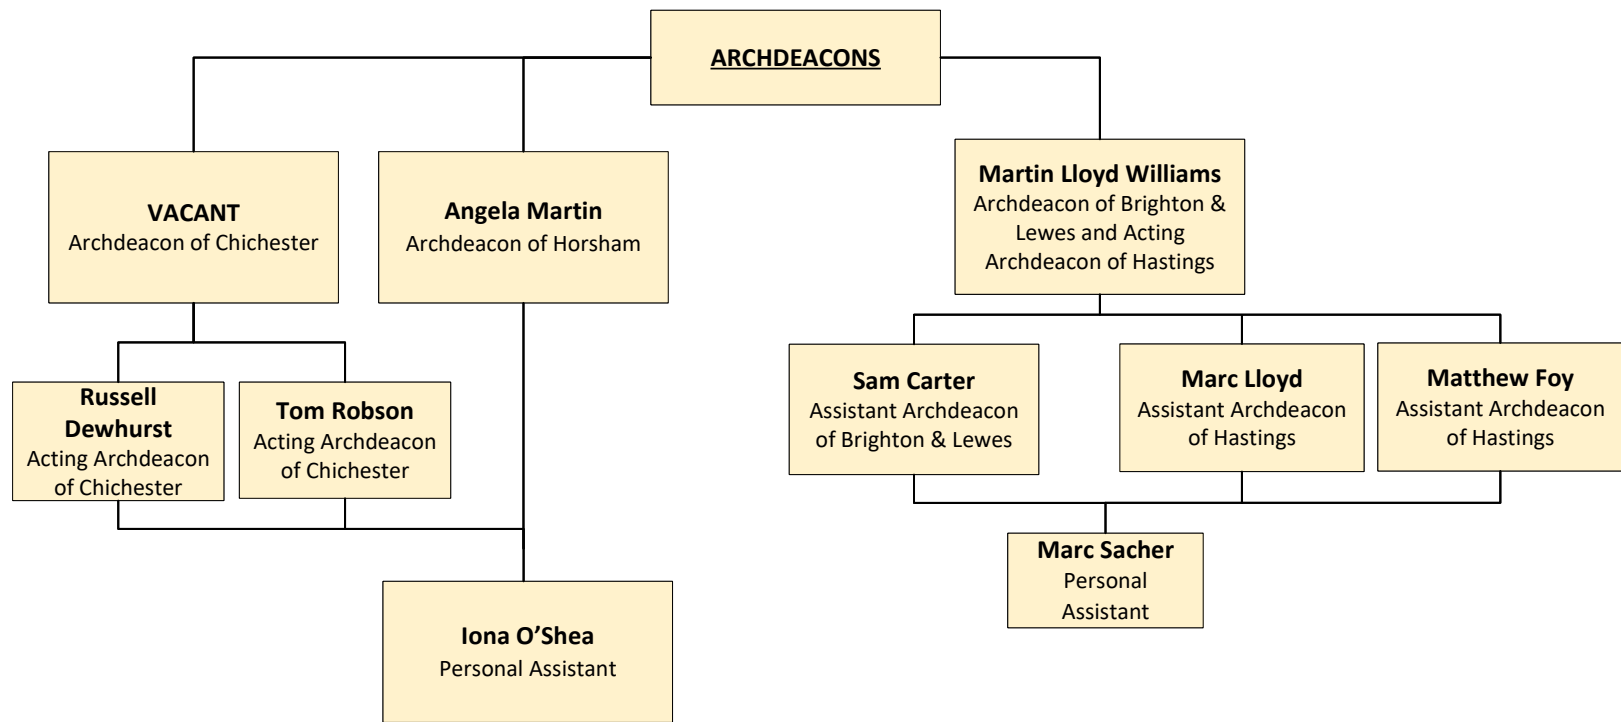 ARCHDEACONS
VACANT
Archdeacon of Chichester
Angela Martin
Archdeacon of Horsham
Martin Lloyd Williams
Archdeacon of Brighton &
Lewes and Acting
Archdeacon of Hastings
Russell
Dewhurst
Acting Archdeacon
of Chichester
Tom Robson
Acting Archdeacon
of Chichester
Sam Carter
Assistant Archdeacon
of Brighton & Lewes
Marc Lloyd
Assistant Archdeacon
of Hastings
Matthew Foy
Assistant Archdeacon
of Hastings
Iona O’Shea
Personal Assistant
Marc Sacher
Personal
Assistant